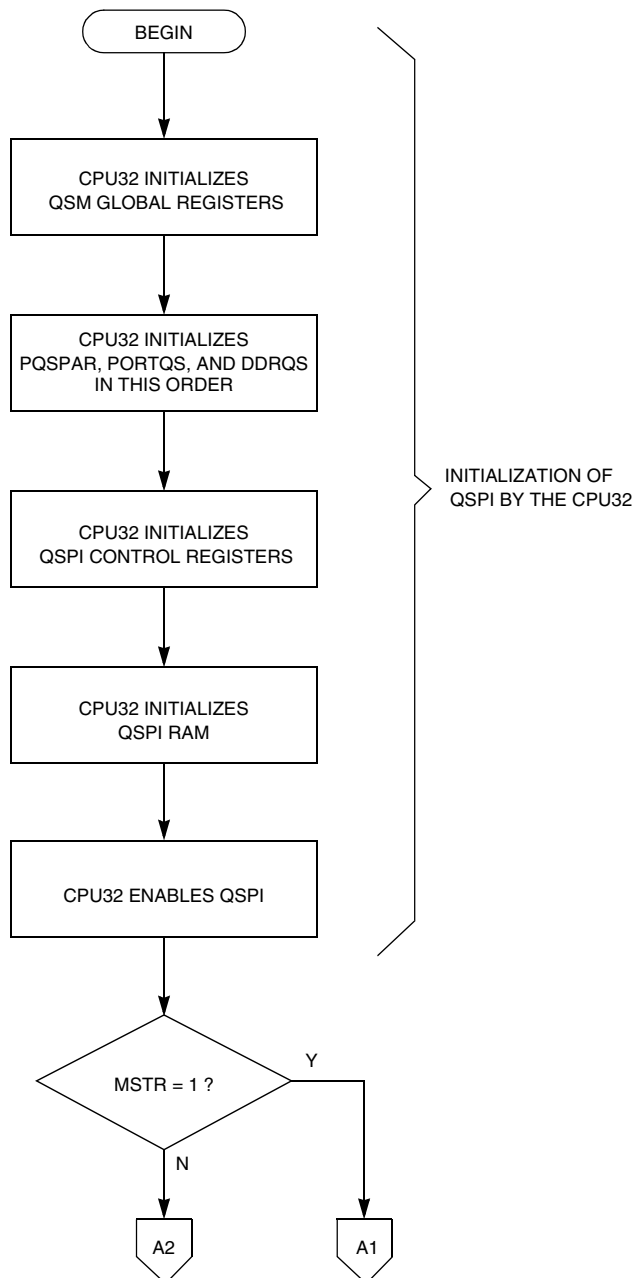 BEGIN
CPU32 INITIALIZES
QSM GLOBAL REGISTERS
CPU32 INITIALIZES
PQSPAR, PORTQS, AND DDRQS
IN THIS ORDER
CPU32 INITIALIZES
QSPI CONTROL REGISTERS
CPU32 INITIALIZES
QSPI RAM
CPU32 ENABLES QSPI
INITIALIZATION OF
QSPI BY THE CPU32
MSTR = 1 ?
Y
N
A2
A1